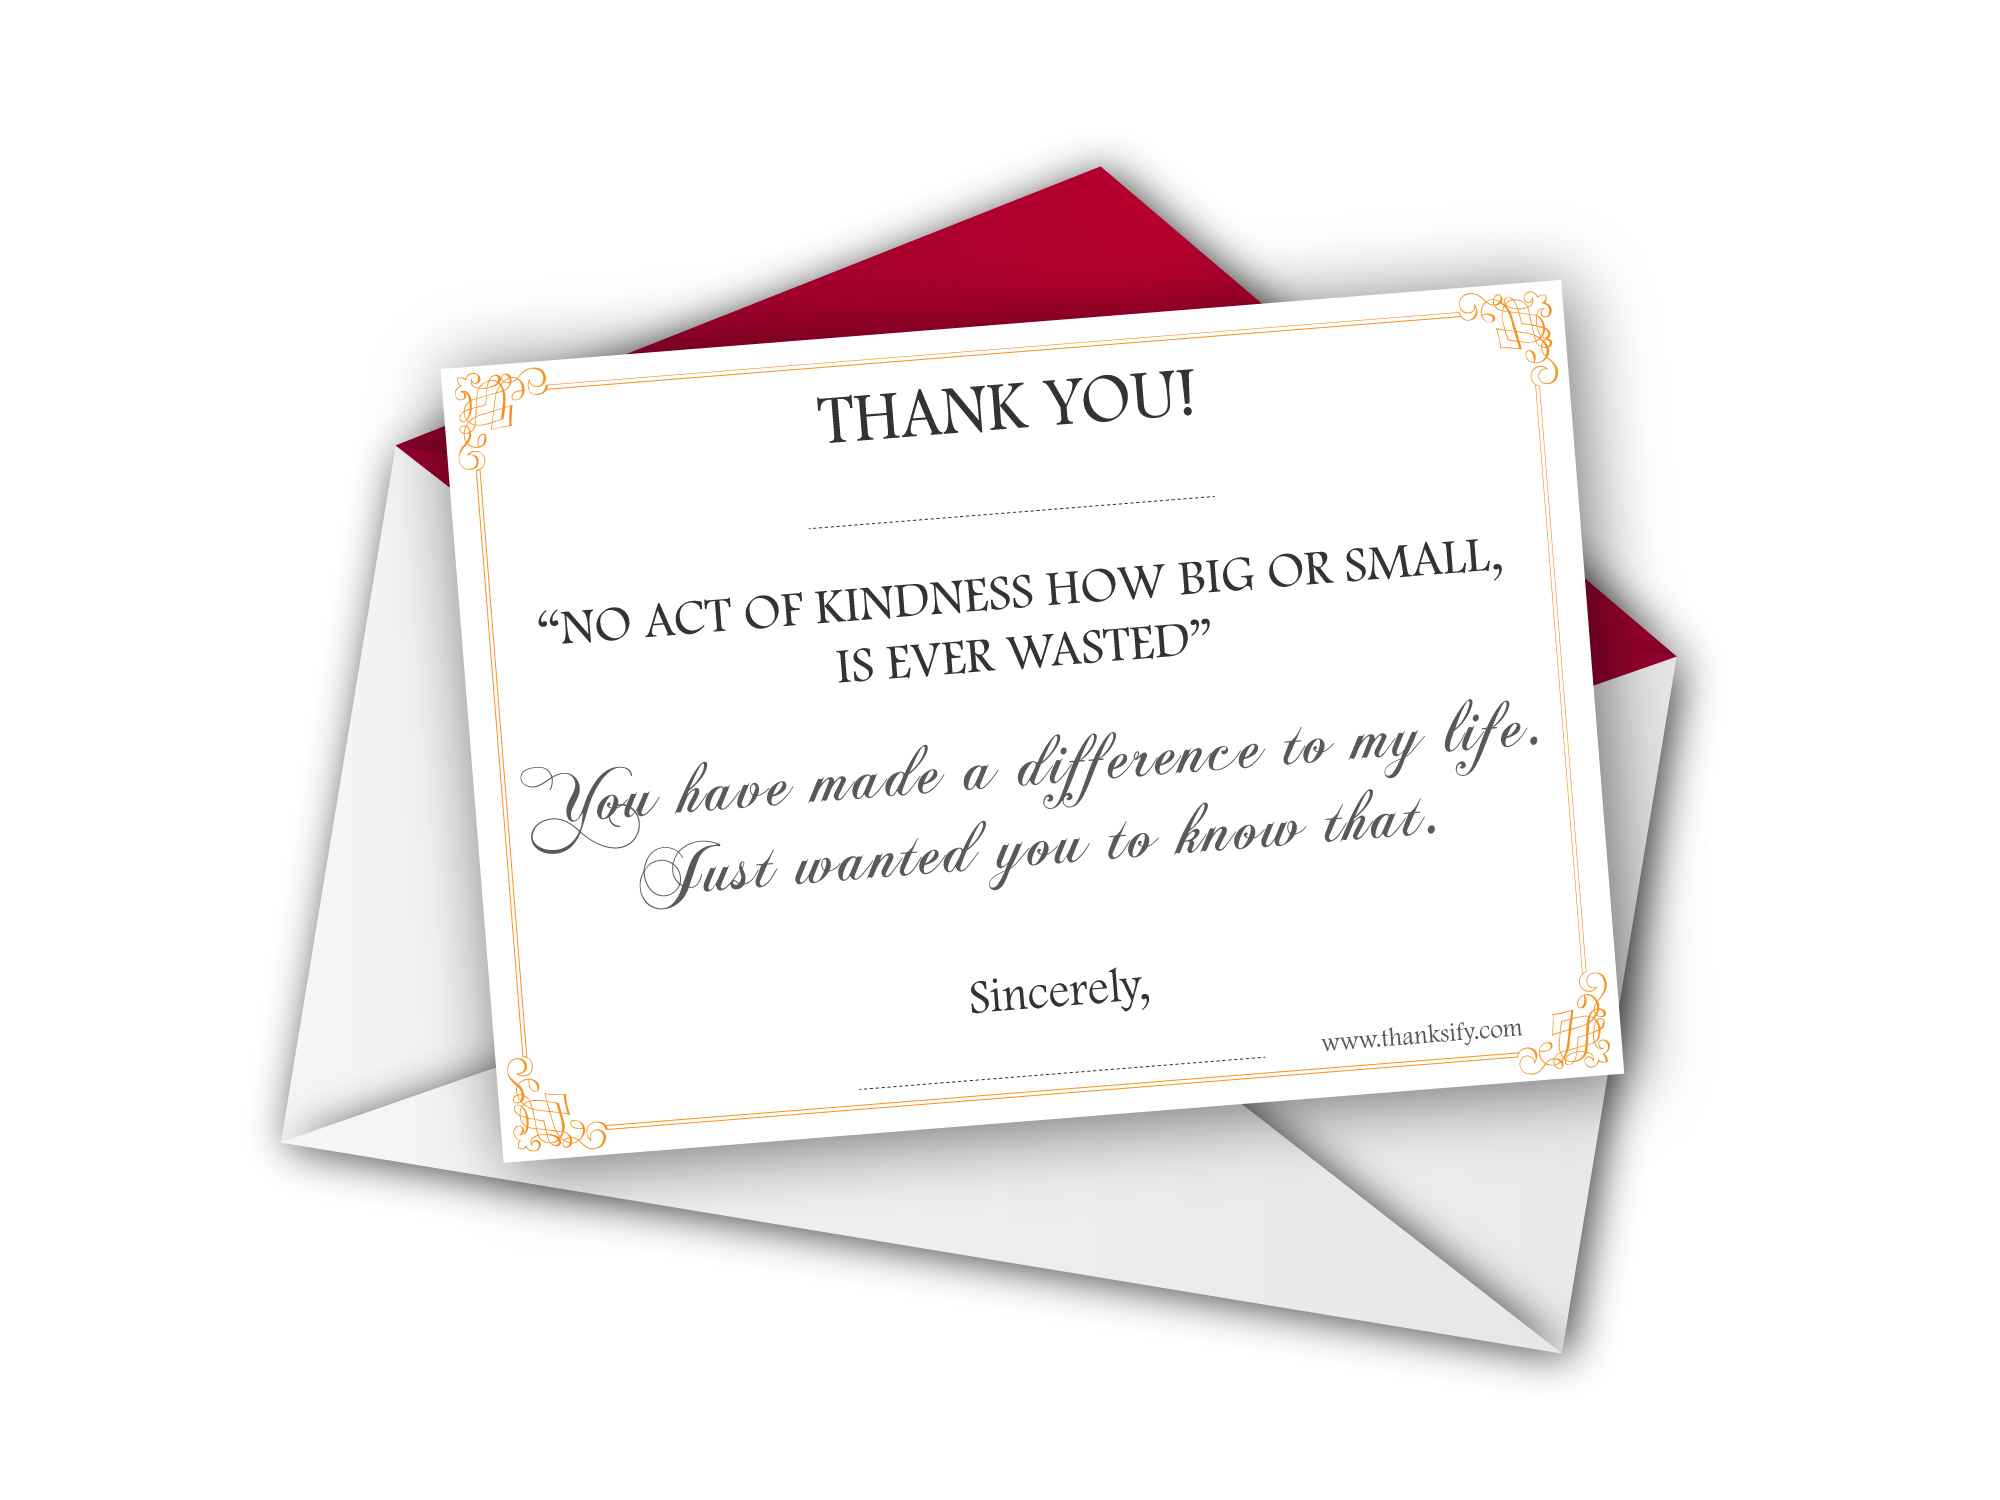 THANK YOU!
“NO ACT OF KINDNESS HOW BIG OR SMALL,
IS EVER WASTED”
You have made a difference to my life.
Just wanted you to know that.
Sincerely,
www.thanksify.com